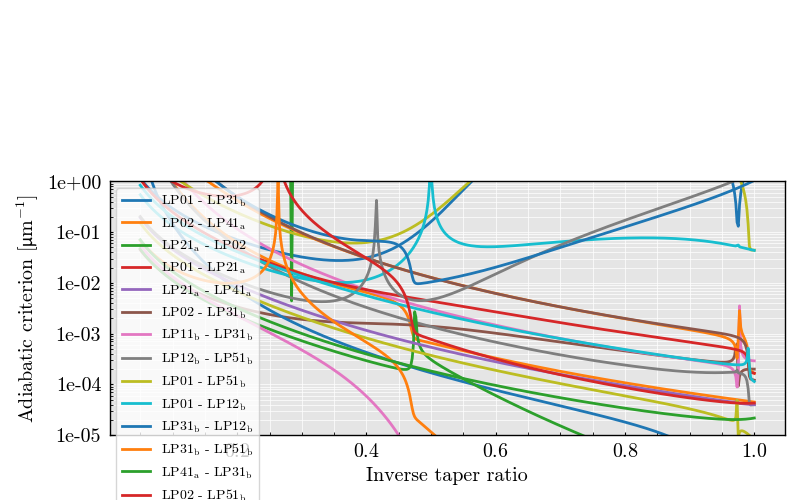 Adiabatic criterion [μm⁻¹]
1e+00
1e-01
1e-02
1e-03
1e-04
1e-05
LP01 - LP31b
LP02 - LP41a
LP21a - LP02
LP01 - LP21a
LP21a - LP41a
LP02 - LP31b
LP11b - LP31b
LP12b - LP51b
LP01 - LP51b
LP01 - LP12b
LP31b - LP12b
LP31b - LP51b
LP41a - LP31b
LP02 - LP51b
0.2
0.4
0.6
0.8
1.0
Inverse taper ratio